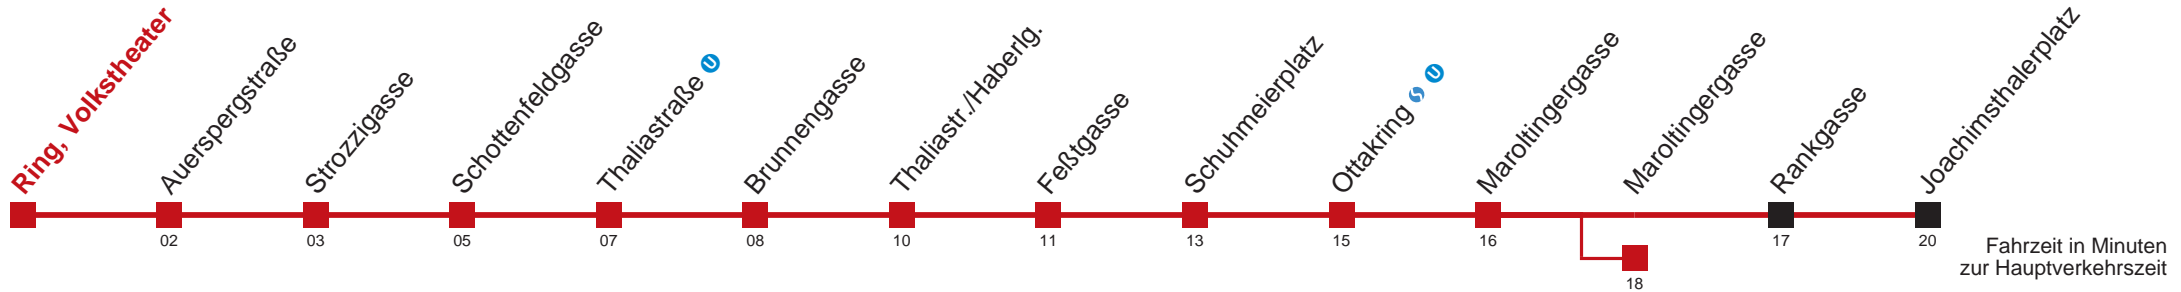 Ring, Volkstheater
Auerspergstraße
Strozzigasse
Schottenfeldgasse
Thaliastraße U
Brunnengasse
Thaliastr./Haberlg.
Feßtgasse
Schuhmeierplatz
Ottakring S U
Maroltingergasse
Maroltingergasse
Rankgasse
Joachimsthalerplatz
02
03
05
07
08
10
11
13
15
16
17
20
18
Fahrzeit in Minuten
zur Hauptverkehrszeit